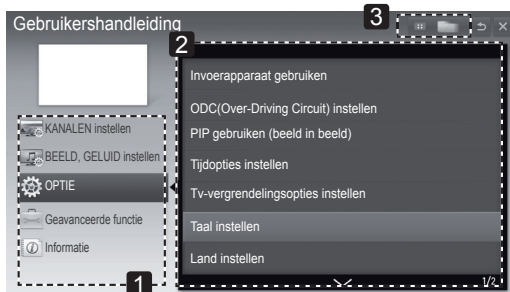 Gebruikershandleiding
3
2
Invoerapparaat gebruiken
ODC(Over-Driving Circuit) instellen
PIP gebruiken (beeld in beeld)
Tijdopties instellen
Tv-vergrendelingsopties instellen
Taal instellen
Land instellen
1/2
KANALEN instellen
BEELD, GELUID instellen
OPTIE
Geavanceerde functie
Informatie
1